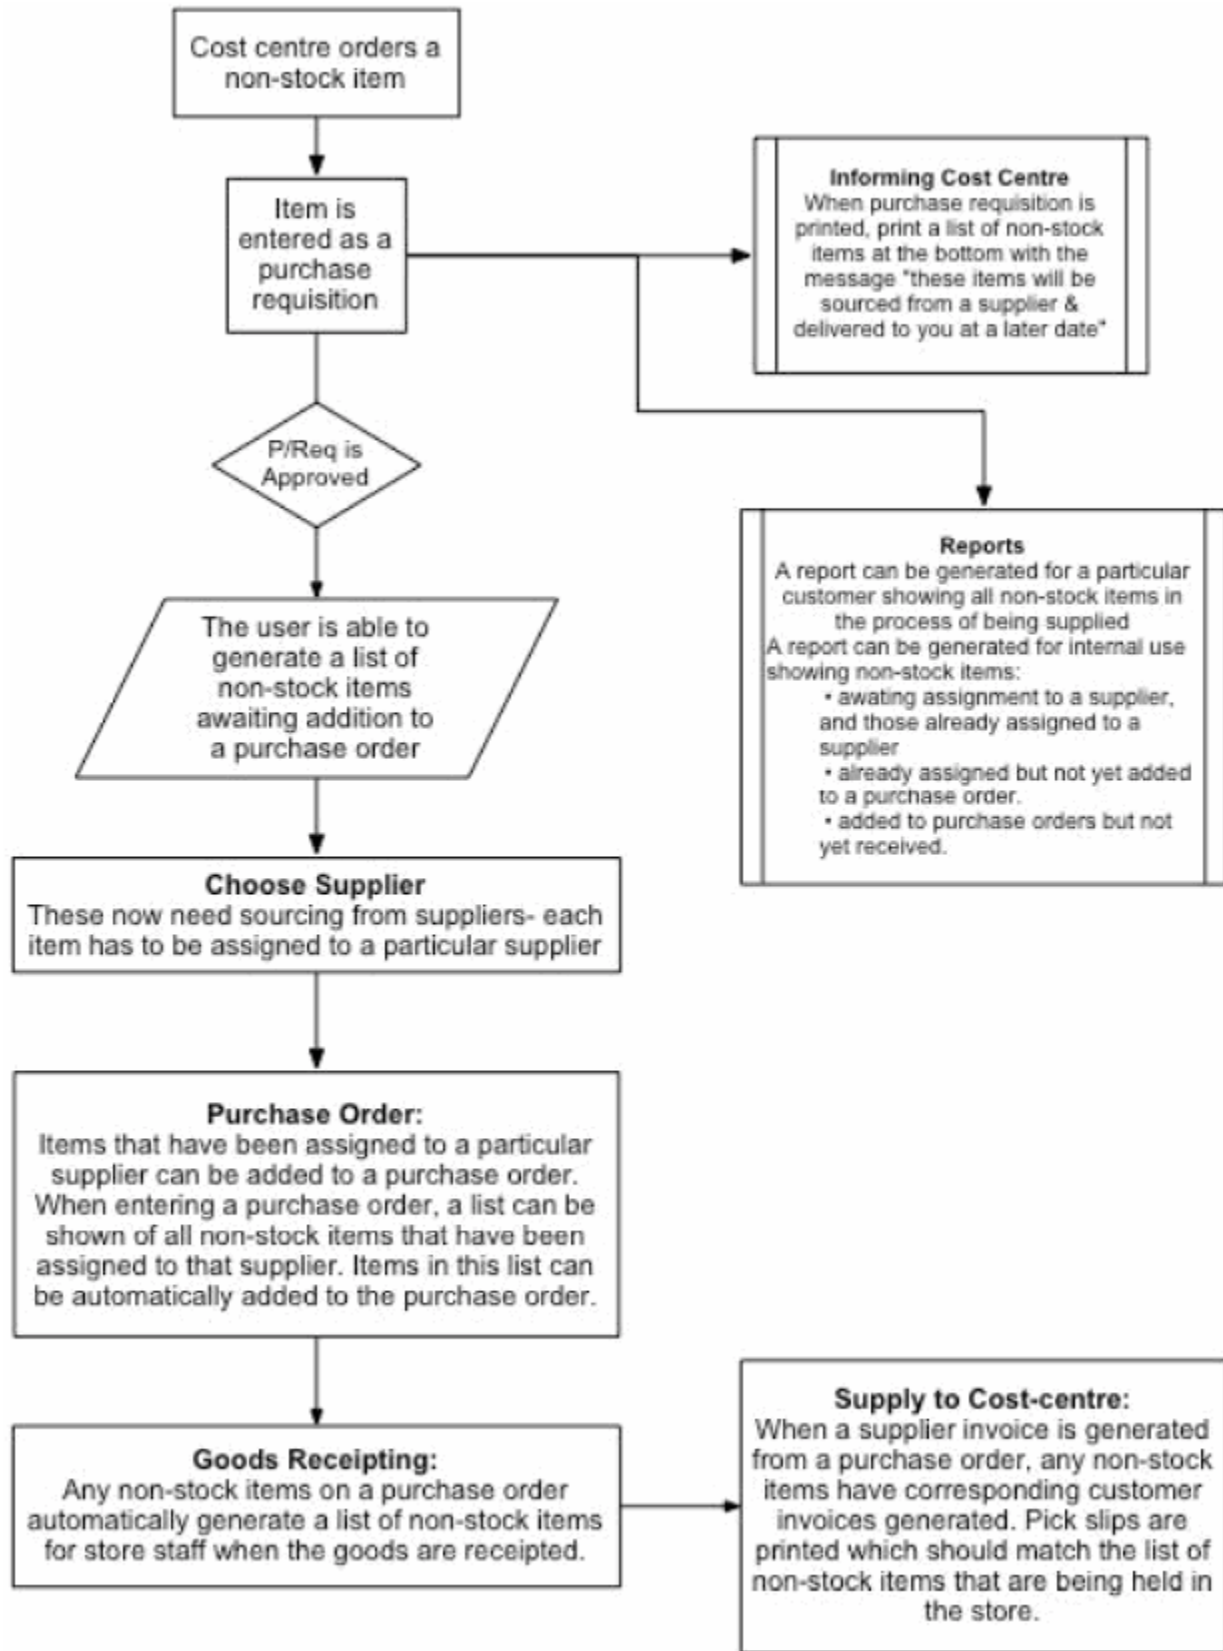 Cost centre orders a
non-stock item
Item is
entered as a
purchase
requisition
Informing Cost Centre
When purchase requisition is
printed, print a list of non-stock
items at the bottom with the
message "these items will be
sourced from a supplier &
delivered to you at a later date"
P/Req is
Approved
Reports
A report can be generated for a particular
customer showing all non-stock items in
the process of being supplied
A report can be generated for internal use
showing non-stock items:
• awating assignment to a supplier,
and those already assigned to a
supplier
• already assigned but not yet added
to a purchase order.
• added to purchase orders but not
yet received.
The user is able to
generate a list of
non-stock items
awaiting addition to
a purchase order
Choose Supplier
These now need sourcing from suppliers- each
item has to be assigned to a particular supplier
Purchase Order:
Items that have been assigned to a particular
supplier can be added to a purchase order.
When entering a purchase order, a list can be
shown of all non-stock items that have been
assigned to that supplier. Items in this list can
be automatically added to the purchase order.
Goods Receipting:
Any non-stock items on a purchase order
automatically generate a list of non-stock items
for store staff when the goods are receipted.
Supply to Cost-centre:
When a supplier invoice is generated
from a purchase order, any non-stock
items have corresponding customer
invoices generated. Pick slips are
printed which should match the list of
non-stock items that are being held in
the store.